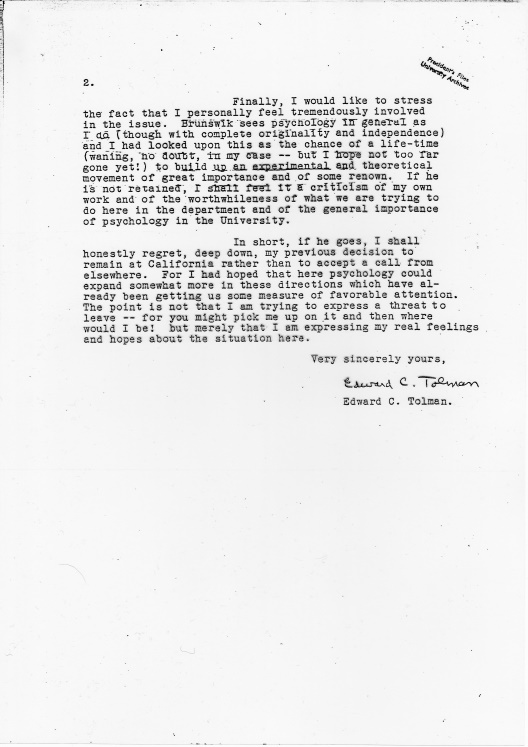 President's Files
University Archives
2.
Finally, I would like to stress
the fact that I personally feel tremendously involved
in the issue. Brunswik sees psychology in general as
I do (though with complete originality and independence)
and I had looked upon this as the chance of a life-time
(waning, no doubt, in my case -- but I hope not too far
gone yet!) to build up an experimental and theoretical
movement of great importance and of some renown. If he
is not retained, I shall feel it a criticism of my own
work and of the worthwhileness of what we are trying to
do here in the department and of the general importance
of psychology in the University.
In short, if he goes, I shall
honestly regret, deep down, my previous decision to
remain at California rather than to accept a call from
elsewhere. For I had hoped that here psychology could
expand somewhat more in these directions which have al-
ready been getting us some measure of favorable attention.
The point is not that I am trying to express a threat to
leave -- for you might pick me up on it and then where
would I be! but merely that I am expressing my real feelings
and hopes about the situation here.
Very sincerely yours,
Edward C. Tolman
Edward C. Tolman.